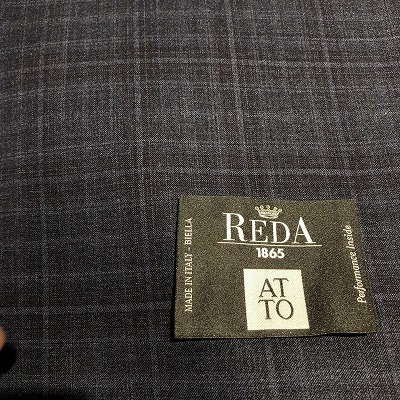 REDA
1865
AT
TO
MADE IN ITALY - BIELLA
Performance Inside